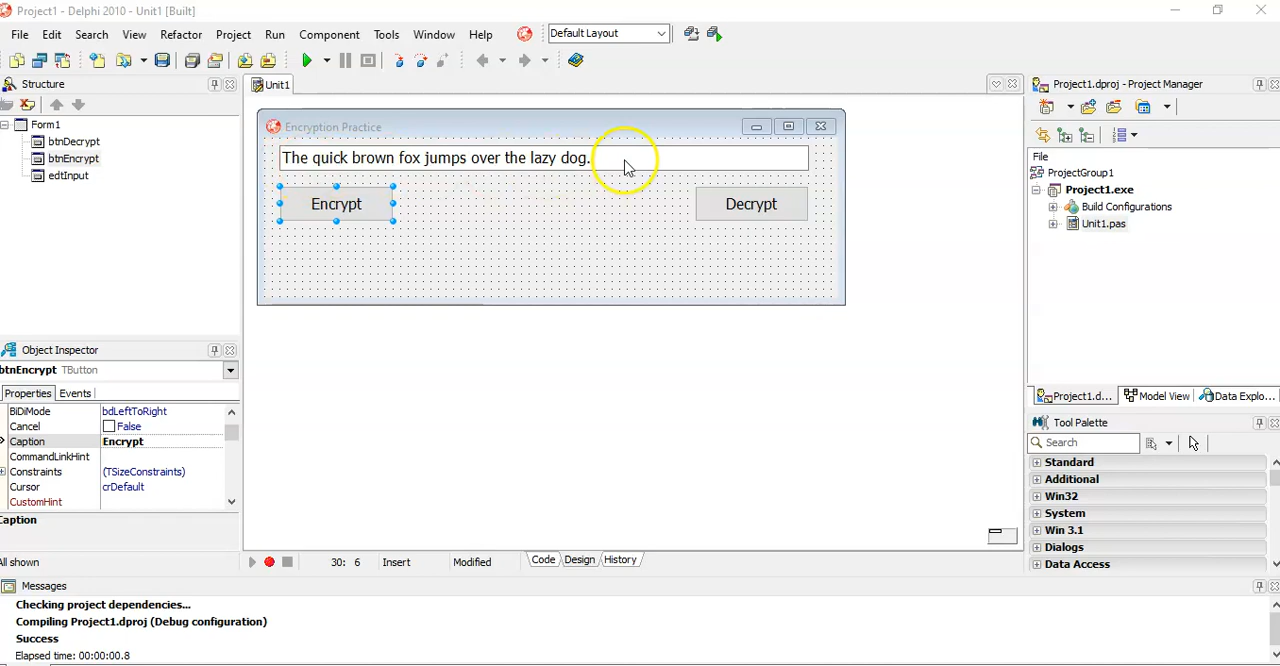 Project1 - Delphi 2010 - Unit1 [Built]
File Edit Search View Refactor Project Run Component Tools Window Help
Default Layout
Structure
Form1
btnDecrypt
btnEncrypt
edtInput
Unit1
Encryption Practice
The quick brown fox jumps over the lazy dog.
Encrypt
Decrypt
Project1.dproj - Project Manager
File
ProjectGroup1
Project1.exe
Build Configurations
Unit1.pas
Project1.d... Model View Data Explo...
Object Inspector
btnEncrypt TButton
Properties Events
BiDiMode bdLeftToRight
Cancel False
Caption Encrypt
CommandLinkHint
Constraints (TSizeConstraints)
Cursor crDefault
CustomHint
Caption
All shown
Tool Palette
Search
Standard
Additional
Win32
System
Win 3.1
Dialogs
Data Access
30: 6 Insert Modified Code Design History
Messages
Checking project dependencies...
Compiling Project1.dproj (Debug configuration)
Success
Elapsed time: 00:00:00.8